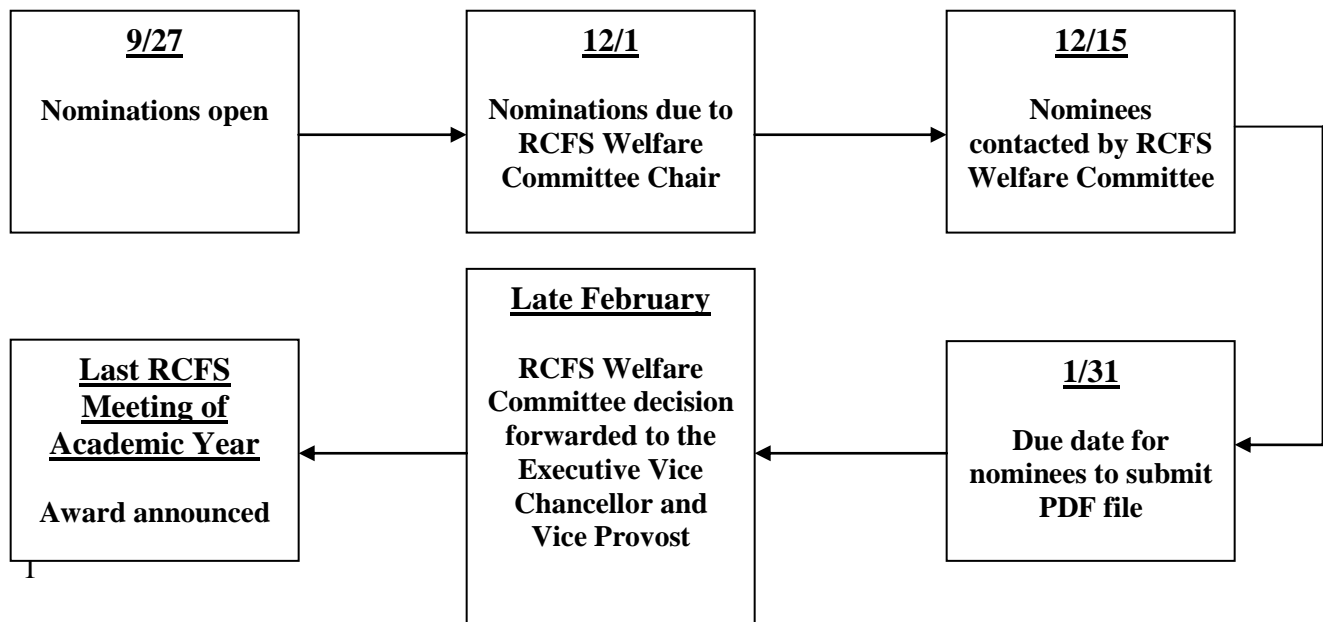 9/27
Nominations open
12/1
Nominations due to
RCFS Welfare
Committee Chair
12/15
Nominees
contacted by RCFS
Welfare Committee
1/31
Due date for
nominees to submit
PDF file
Late February
RCFS Welfare
Committee decision
forwarded to the
Executive Vice
Chancellor and
Vice Provost
Last RCFS
Meeting of
Academic Year
Award announced